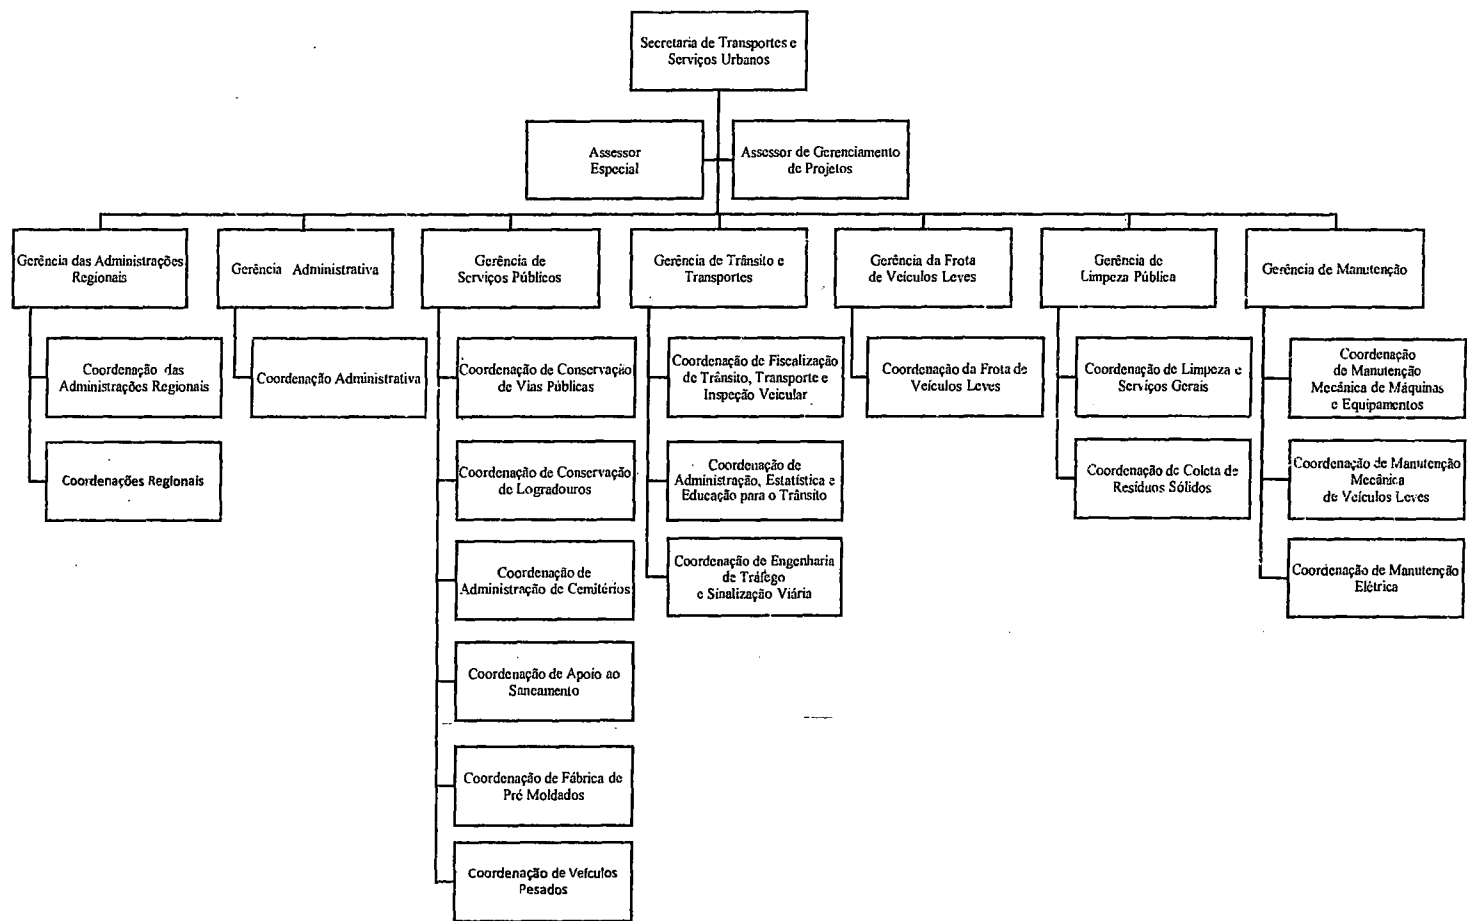 Secretaria de Transportes e
Serviços Urbanos
Assessor
Especial
Assessor de Gerenciamento
de Projetos
Gerência das Administrações
Regionais
Gerência Administrativa
Gerência de
Serviços Públicos
Gerência de Trânsito e
Transportes
Gerência da Frota
de Veículos Leves
Gerência de
Limpeza Pública
Gerência de Manutenção
Coordenação das
Administrações Regionais
Coordenações Regionais
Coordenação Administrativa
Coordenação de Conservação
de Vias Públicas
Coordenação de Conservação
de Logradouros
Coordenação de
Administração de Cemitérios
Coordenação de Apoio ao
Saneamento
Coordenação de Fábrica de
Pré Moldados
Coordenação de Veículos
Pesados
Coordenação de Fiscalização
de Trânsito, Transporte e
Inspeção Veicular
Coordenação de
Administração, Estatística e
Educação para o Trânsito
Coordenação de Engenharia
de Tráfego
e Sinalização Viária
Coordenação da Frota de
Veículos Leves
Coordenação de Limpeza e
Serviços Gerais
Coordenação de Coleta de
Resíduos Sólidos
Coordenação
de Manutenção
Mecânica de Máquinas
e Equipamentos
Coordenação de Manutenção
Mecânica
de Veículos Leves
Coordenação de Manutenção
Elétrica